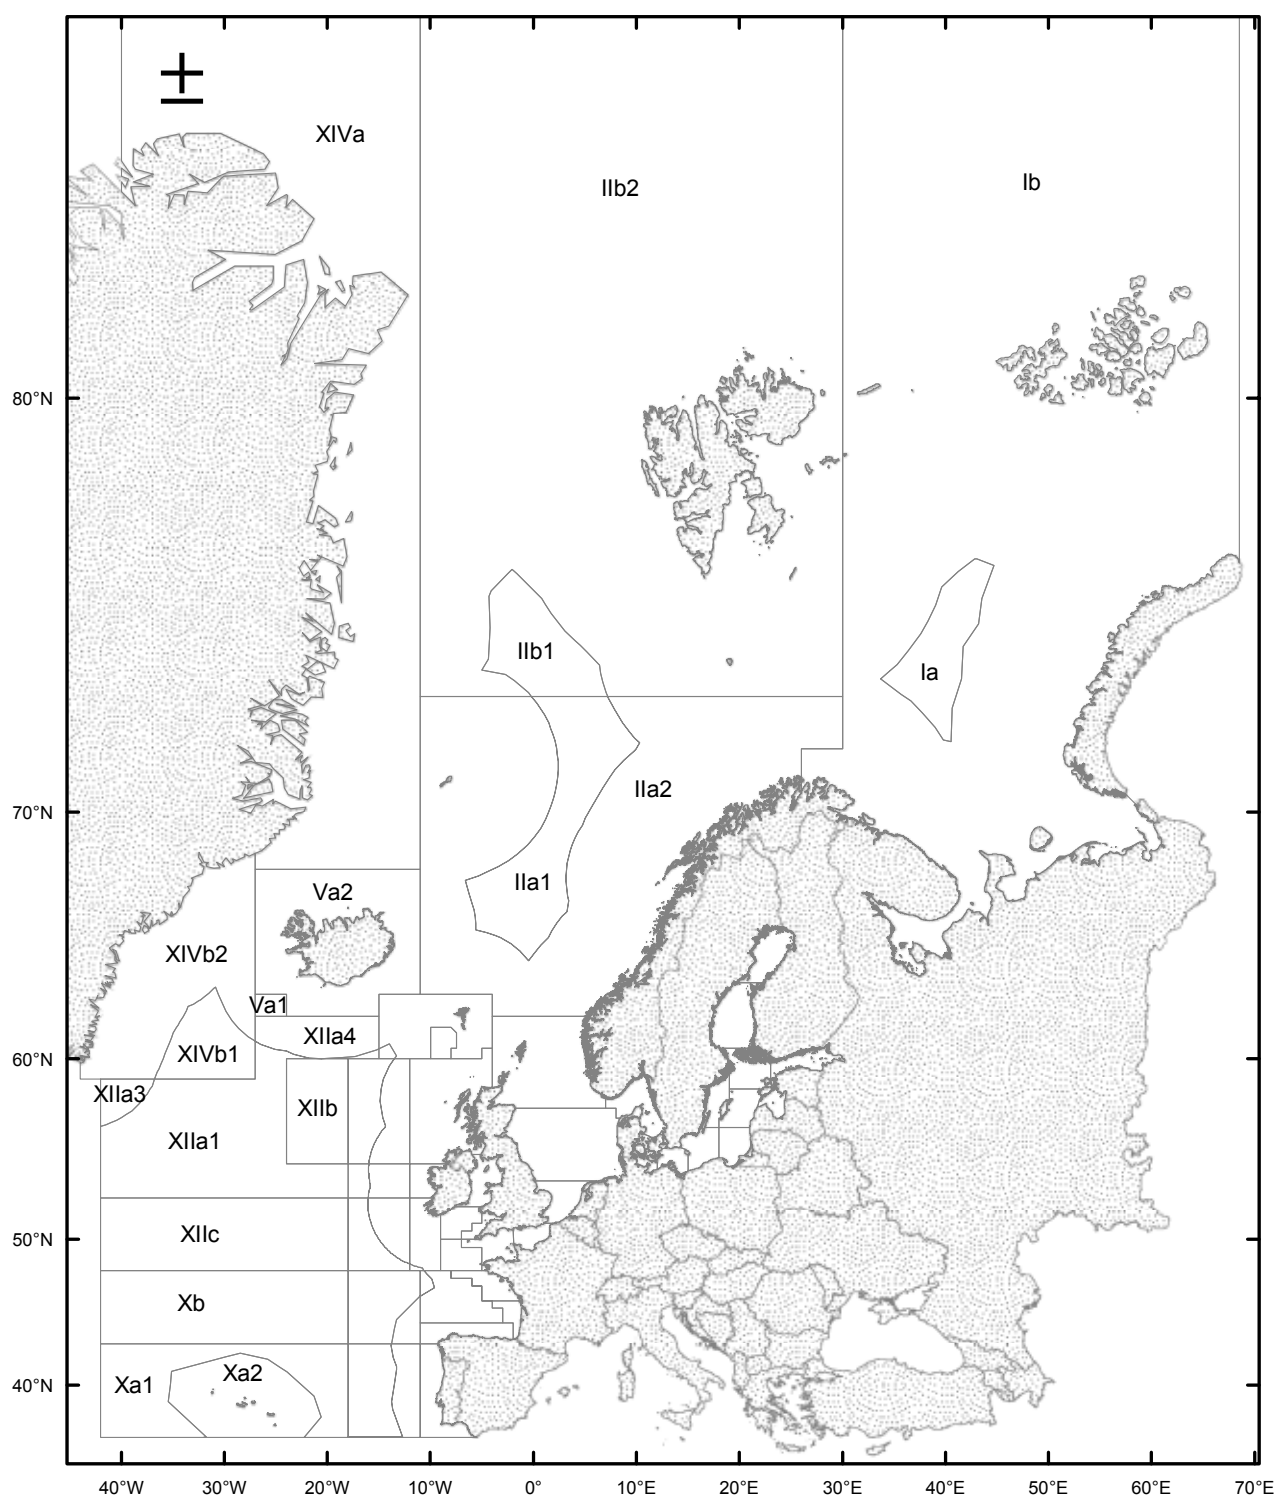 XIVa
IIb2
Ib
80°N
IIb1
Ia
IIa2
70°N
IIa1
Va2
XIVb2
Va1
XIIa4
XIVb1
60°N
XIIa3
XIIb
XIIa1
XIIc
50°N
Xb
Xa2
Xa1
40°N
40°W 30°W 20°W 10°W 0° 10°E 20°E 30°E 40°E 50°E 60°E 70°E